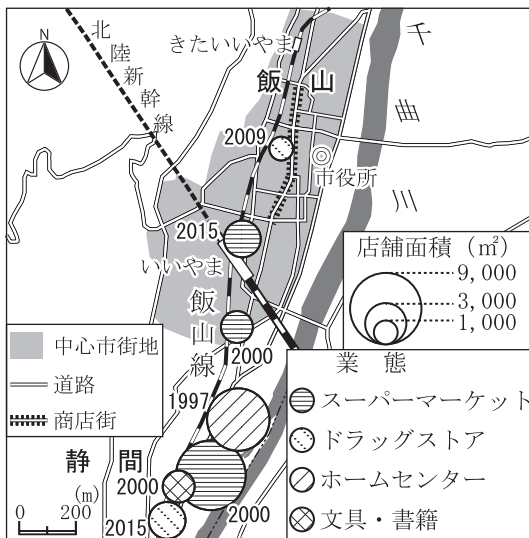 N
北陸新幹線
きたいいやま
飯山
千曲川
2009
市役所
2015
いいやま
飯山線
2000
1997
静間
2000
2015
2000
店舗面積(㎡)
9,000
3,000
1,000
中心市街地
道路
商店街
(m)
0 200
業態
スーパーマーケット
ドラッグストア
ホームセンター
文具・書籍